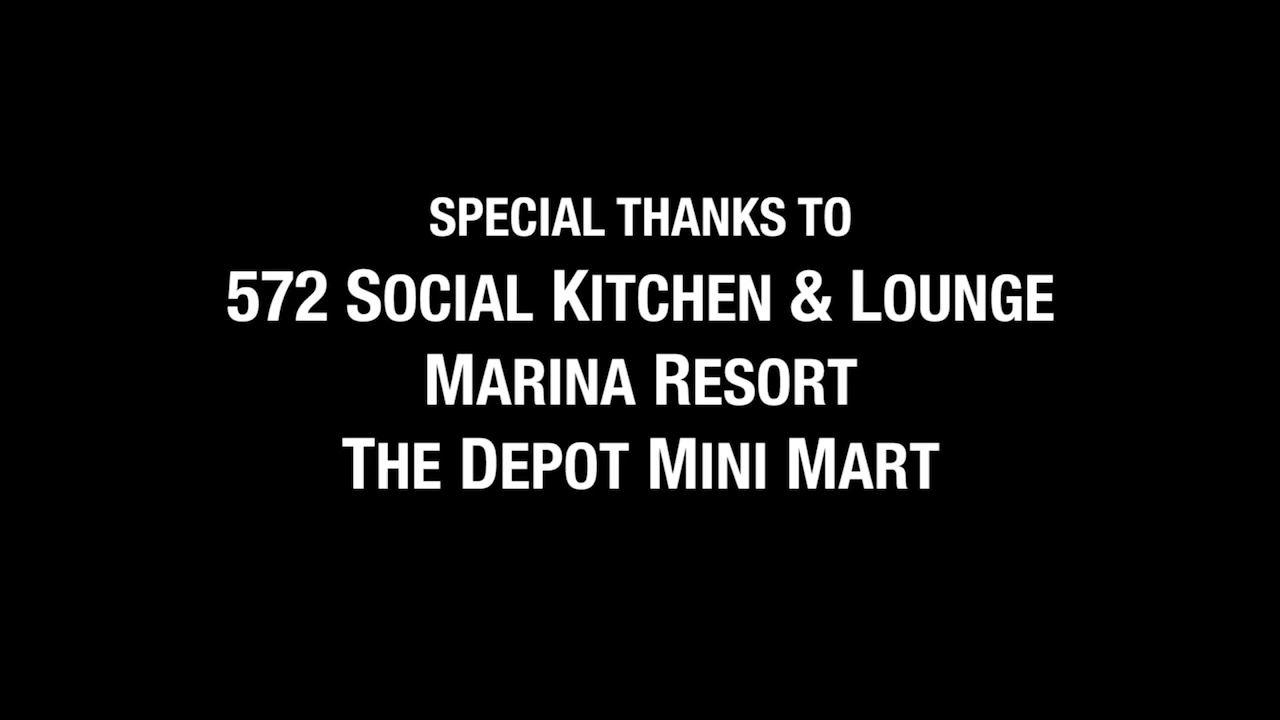 SPECIAL THANKS TO
572 SOCIAL KITCHEN & LOUNGE
MARINA RESORT
THE DEPOT MINI MART